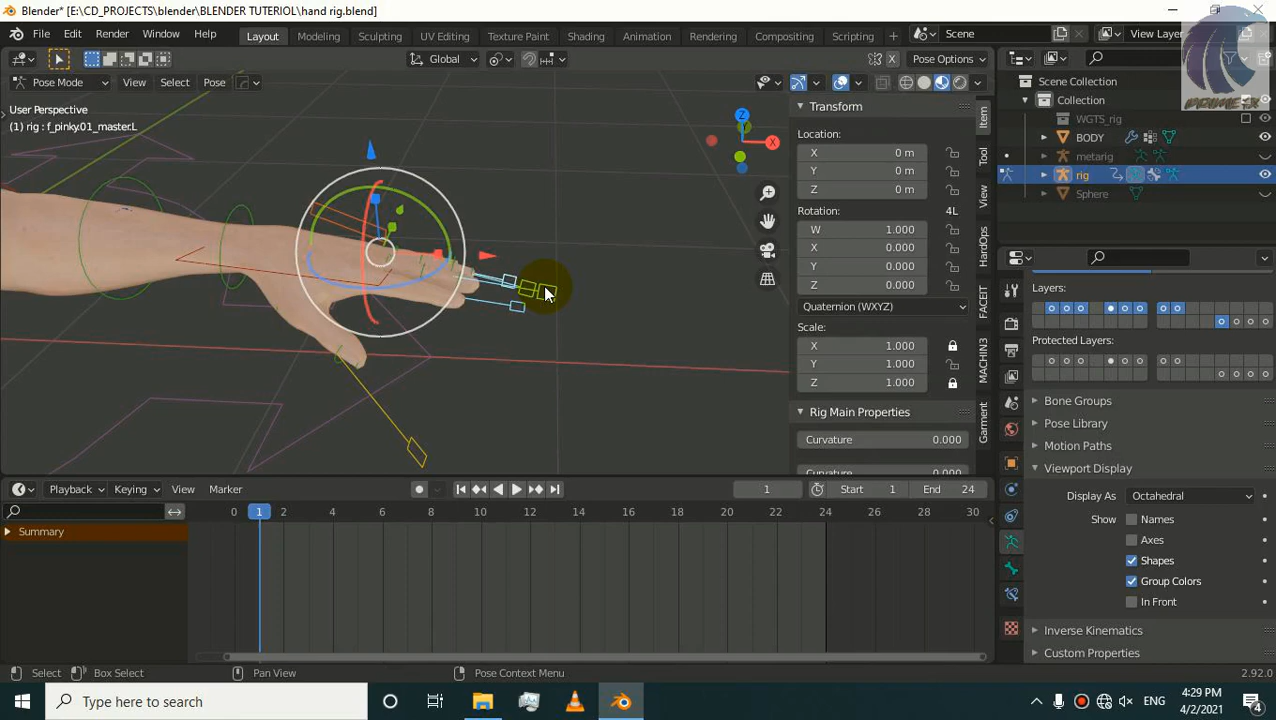 Blender* [E:\CD_PROJECTS\blender\BLENDER TUTERIOL\hand rig.blend]
File Edit Render Window Help Layout Modeling Sculpting UV Editing Texture Paint Shading Animation Rendering Compositing Scripting Scene View Layer
Global Pose Options
Pose Mode View Select Pose
User Perspective
(1) rig : f_pinky.01_master.L
Z
Y
X
Transform
Location:
X 0 m
Y 0 m
Z 0 m
Rotation: 4L
W 1.000
X 0.000
Y 0.000
Z 0.000
Quaternion (WXYZ)
Scale:
X 1.000
Y 1.000
Z 1.000
Rig Main Properties
Curvature 0.000
Curvature 0.000
Item
Tool
View
HardOps
FACEIT
MACHIN3
Garment
Scene Collection
Collection
WGTS_rig
BODY
metarig
rig
Sphere
Layers:
Protected Layers:
Bone Groups
Pose Library
Motion Paths
Viewport Display
Display As Octahedral
Show Names
Axes
Shapes
Group Colors
In Front
Inverse Kinematics
Custom Properties
Playback Keying View Marker 1 Start 1 End 24
0 1 2 4 6 8 10 12 14 16 18 20 22 24 26 28 30
Summary
Select Box Select Pan View Pose Context Menu 2.92.0
Type here to search
ENG
4:29 PM
4/2/2021
4